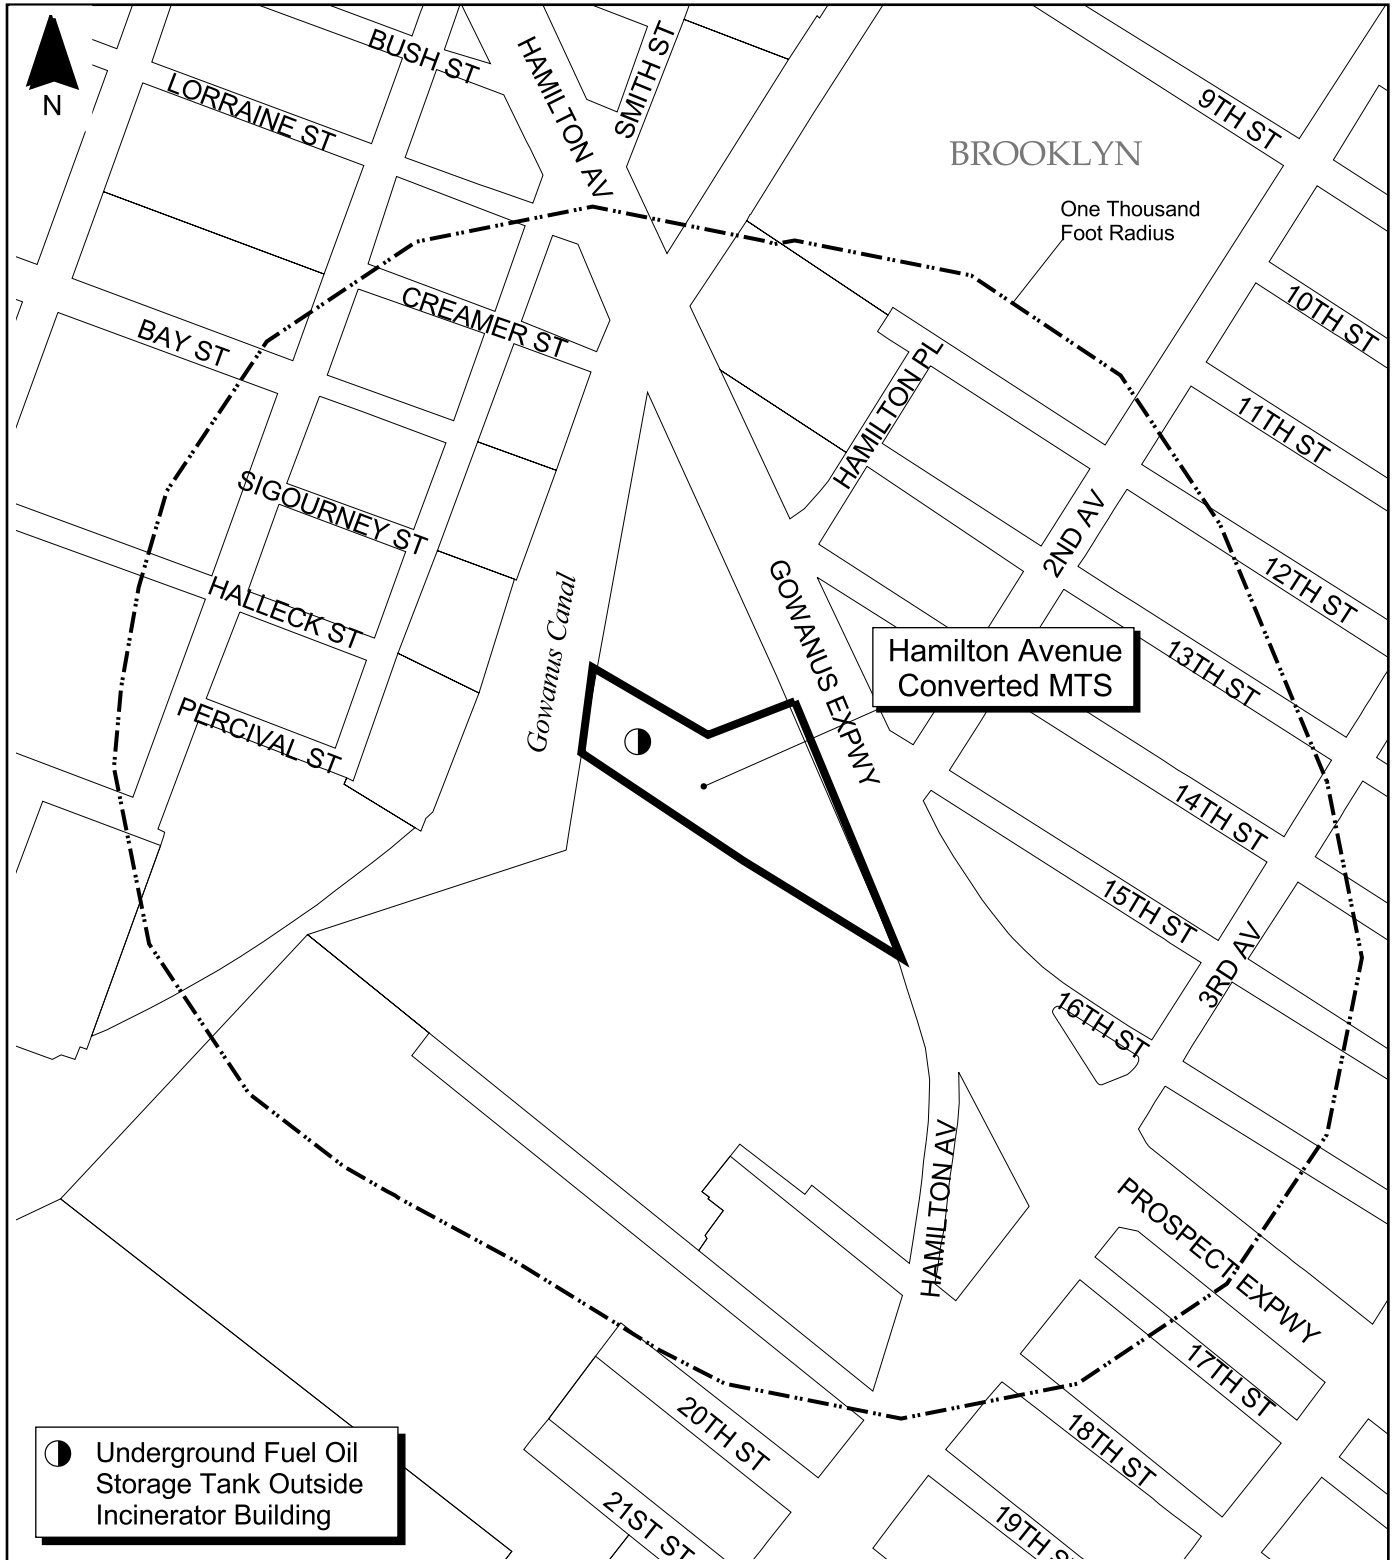 BUSH ST
HAMILTON AV
SMITH ST
LORRAINE ST
9TH ST
N
BROOKLYN
One Thousand
Foot Radius
10TH ST
CREAMER ST
BAY ST
HAMILTON PL
11TH ST
SIGOURNEY ST
2ND AV
12TH ST
HALLECK ST
Gowanus Canal
GOWANUS EXPWY
Hamilton Avenue
Converted MTS
13TH ST
PERCIVAL ST
14TH ST
15TH ST
3RD AV
16TH ST
HAMILTON AV
PROSPECT EXPWY
17TH ST
20TH ST
18TH ST
21ST ST
19TH S
Underground Fuel Oil
Storage Tank Outside
Incinerator Building